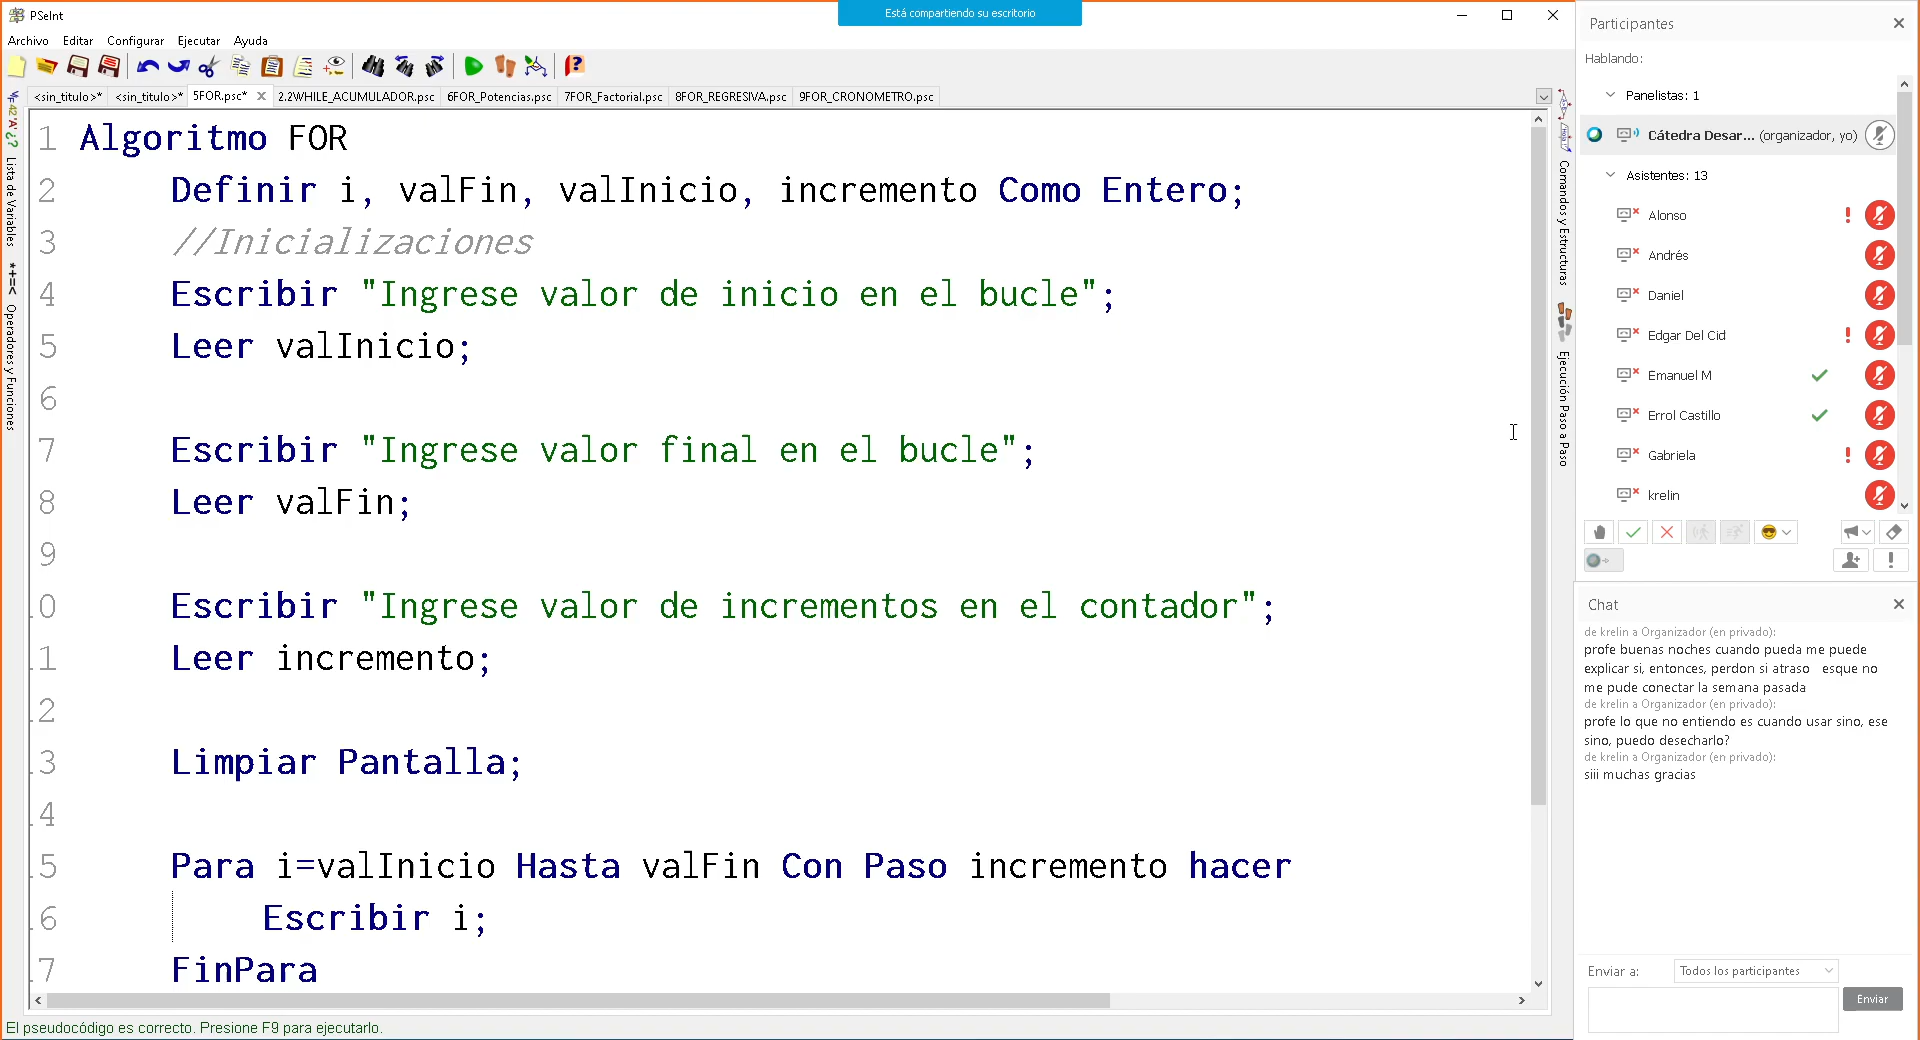 PSeInt
Está compartiendo su escritorio
Archivo Editar Configurar Ejecutar Ayuda
<sin_titulo>* <sin_titulo>* 5FOR.psc* 2.2WHILE_ACUMULADOR.psc 6FOR_Potencias.psc 7FOR_Factorial.psc 8FOR_REGRESIVA.psc 9FOR_CRONOMETRO.psc
Lista de Variables
*+=< Operadores y Funciones
1 Algoritmo FOR
2 Definir i, valFin, valInicio, incremento Como Entero;
3 //Inicializaciones
4 Escribir "Ingrese valor de inicio en el bucle";
5 Leer valInicio;
6
7 Escribir "Ingrese valor final en el bucle";
8 Leer valFin;
9
0 Escribir "Ingrese valor de incrementos en el contador";
1 Leer incremento;
2
3 Limpiar Pantalla;
4
5 Para i=valInicio Hasta valFin Con Paso incremento hacer
6 Escribir i;
7 FinPara
El pseudocódigo es correcto. Presione F9 para ejecutarlo.
Comandos y Estructuras
Ejecución Paso a Paso
Participantes
Hablando:
Panelistas: 1
Cátedra Desar... (organizador, yo)
Asistentes: 13
Alonso
Andrés
Daniel
Edgar Del Cid
Emanuel M
Errol Castillo
Gabriela
krelin
Chat
de krelin a Organizador (en privado):
profe buenas noches cuando pueda me puede
explicar si, entonces, perdon si atraso esque no
me pude conectar la semana pasada
de krelin a Organizador (en privado):
profe lo que no entiendo es cuando usar sino, ese
sino, puedo desecharlo?
de krelin a Organizador (en privado):
siii muchas gracias
Enviar a: Todos los participantes
Enviar